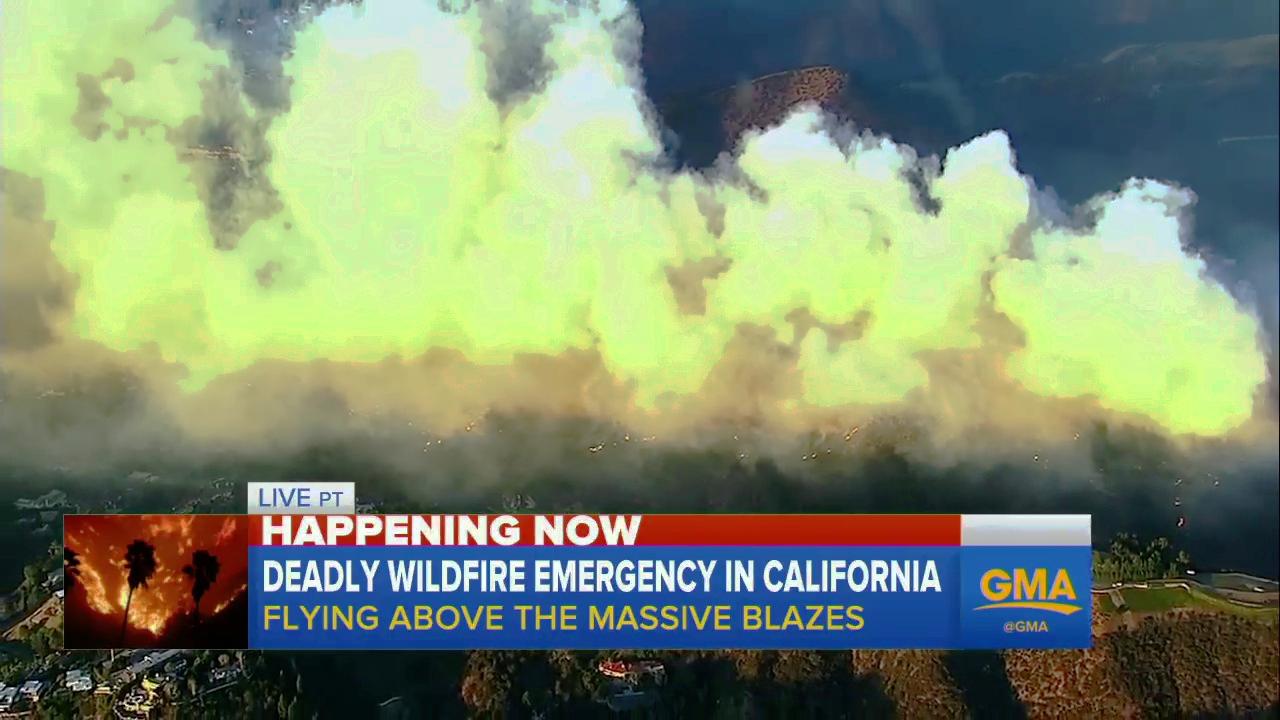 LIVE PT
HAPPENING NOW
DEADLY WILDFIRE EMERGENCY IN CALIFORNIA
FLYING ABOVE THE MASSIVE BLAZES
GMA
@GMA